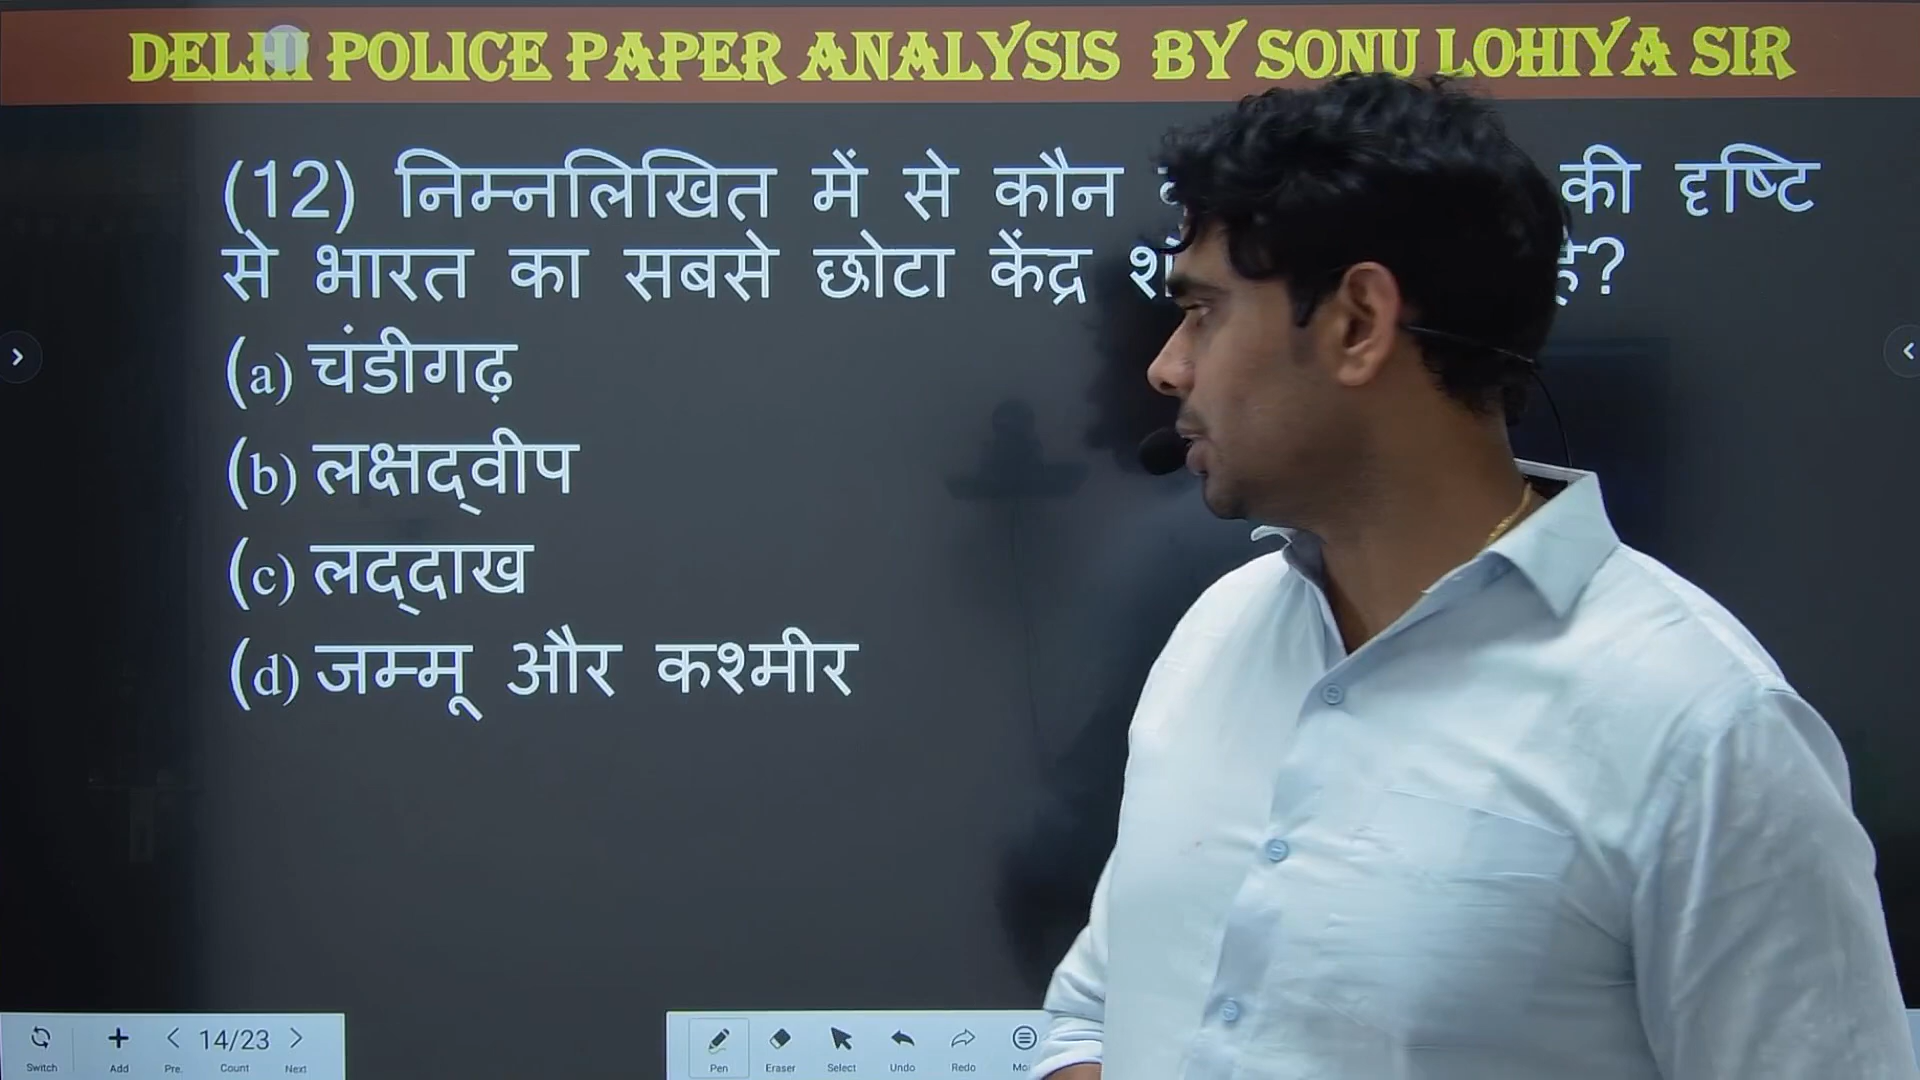 DELHI POLICE PAPER ANALYSIS BY SONU LOHIYA SIR
(12) निम्नलिखित में से कौन की दृष्टि
से भारत का सबसे छोटा केंद्र है?
(a) चंडीगढ़
(b) लक्षद्वीप
(c) लद्दाख
(d) जम्मू और कश्मीर
14/23
Switch Add Pre. Count Next
Pen Eraser Select Undo Redo